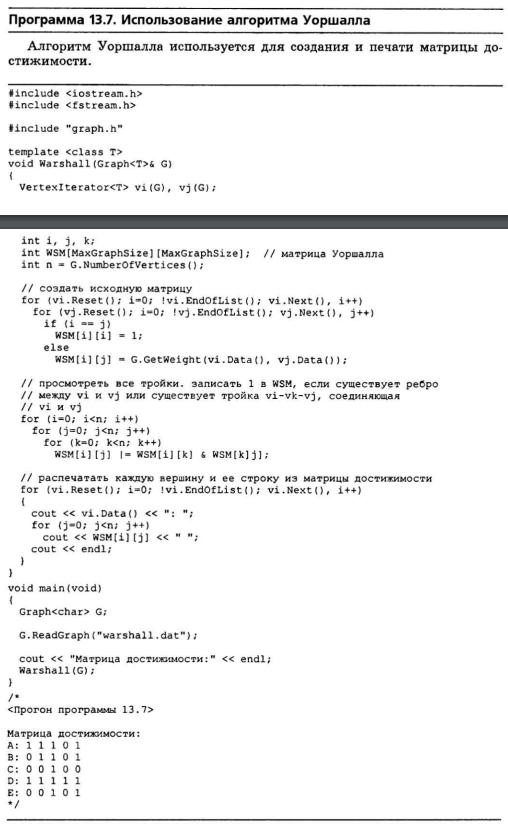 Программа 13.7. Использование алгоритма Уоршалла
Алгоритм Уоршалла используется для создания и печати матрицы до-
стижимости.
#include <iostream.h>
#include <fstream.h>
#include "graph.h"
template <class T>
void Warshall(Graph<T>& G)
{
VertexIterator<T> vi(G), vj(G);
int i, j, k;
int WSM[MaxGraphSize][MaxGraphSize]; // матрица Уоршалла
int n = G.NumberOfVertices();
// создать исходную матрицу
for (vi.Reset(); i=0; !vi.EndOfList(); vi.Next(), i++)
for (vj.Reset(); i=0; !vj.EndOfList(); vj.Next(), j++)
if (i == j)
WSM[i][i] = 1;
else
WSM[i][j] = G.GetWeight(vi.Data(), vj.Data());
// просмотреть все тройки. записать 1 в WSM, если существует ребро
// между vi и vj или существует тройка vi-vk-vj, соединяющая
// vi и vj
for (i=0; i<n; i++)
for (j=0; j<n; j++)
for (k=0; k<n; k++)
WSM[i][j] |= WSM[i][k] & WSM[k]j];
// распечатать каждую вершину и ее строку из матрицы достижимости
for (vi.Reset(); i=0; !vi.EndOfList(); vi.Next(), i++)
{
cout << vi.Data() << ": ";
for (j=0; j<n; j++)
cout << WSM[i][j] << " ";
cout << endl;
}
}
void main(void)
{
Graph<char> G;
G.ReadGraph("warshall.dat");
cout << "Матрица достижимости:" << endl;
Warshall(G);
}
/*
<Прогон программы 13.7>
Матрица достижимости:
A: 1 1 1 0 1
B: 0 1 1 0 1
C: 0 0 1 0 0
D: 1 1 1 1 1
E: 0 0 1 0 1
*/